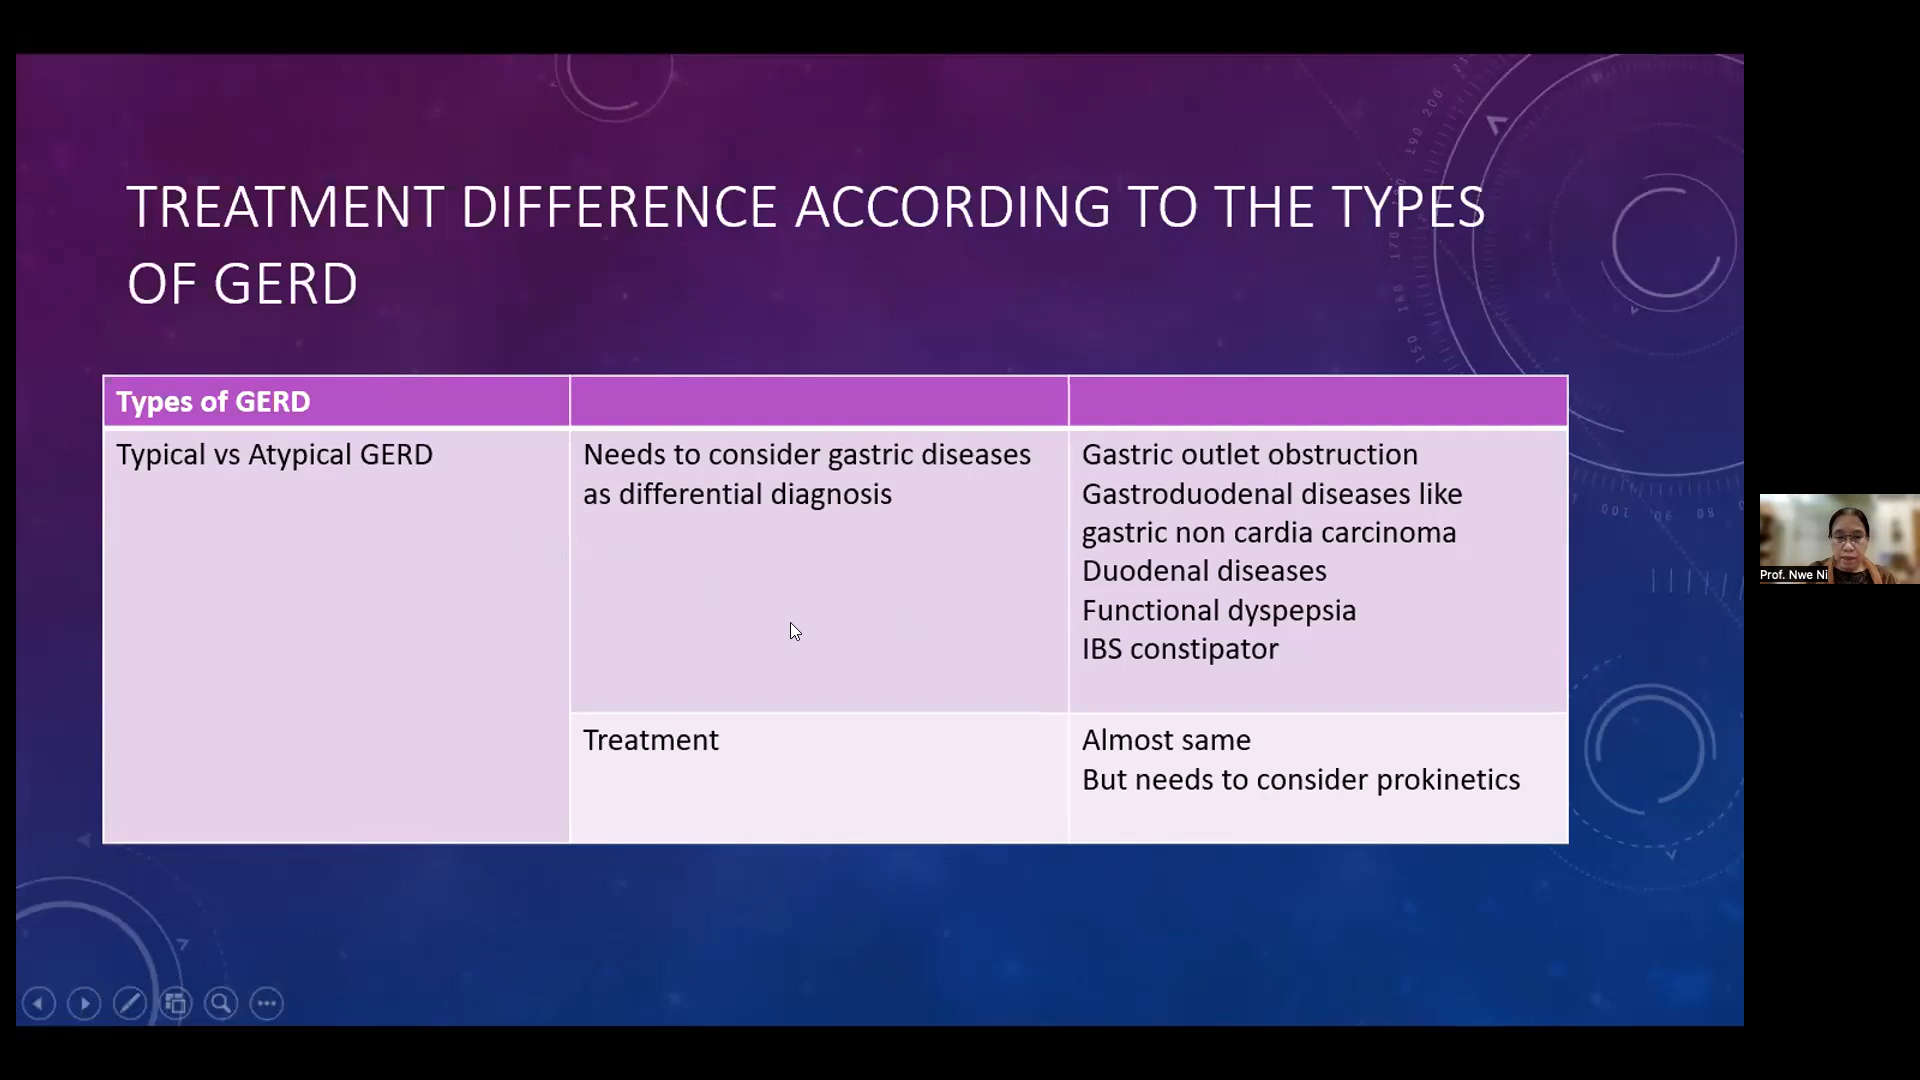 TREATMENT DIFFERENCE ACCORDING TO THE TYPES
OF GERD
Types of GERD
Typical vs Atypical GERD
Needs to consider gastric diseases
as differential diagnosis
Gastric outlet obstruction
Gastroduodenal diseases like
gastric non cardia carcinoma
Duodenal diseases
Functional dyspepsia
IBS constipator
Treatment
Almost same
But needs to consider prokinetics
Prof. Nwe Ni